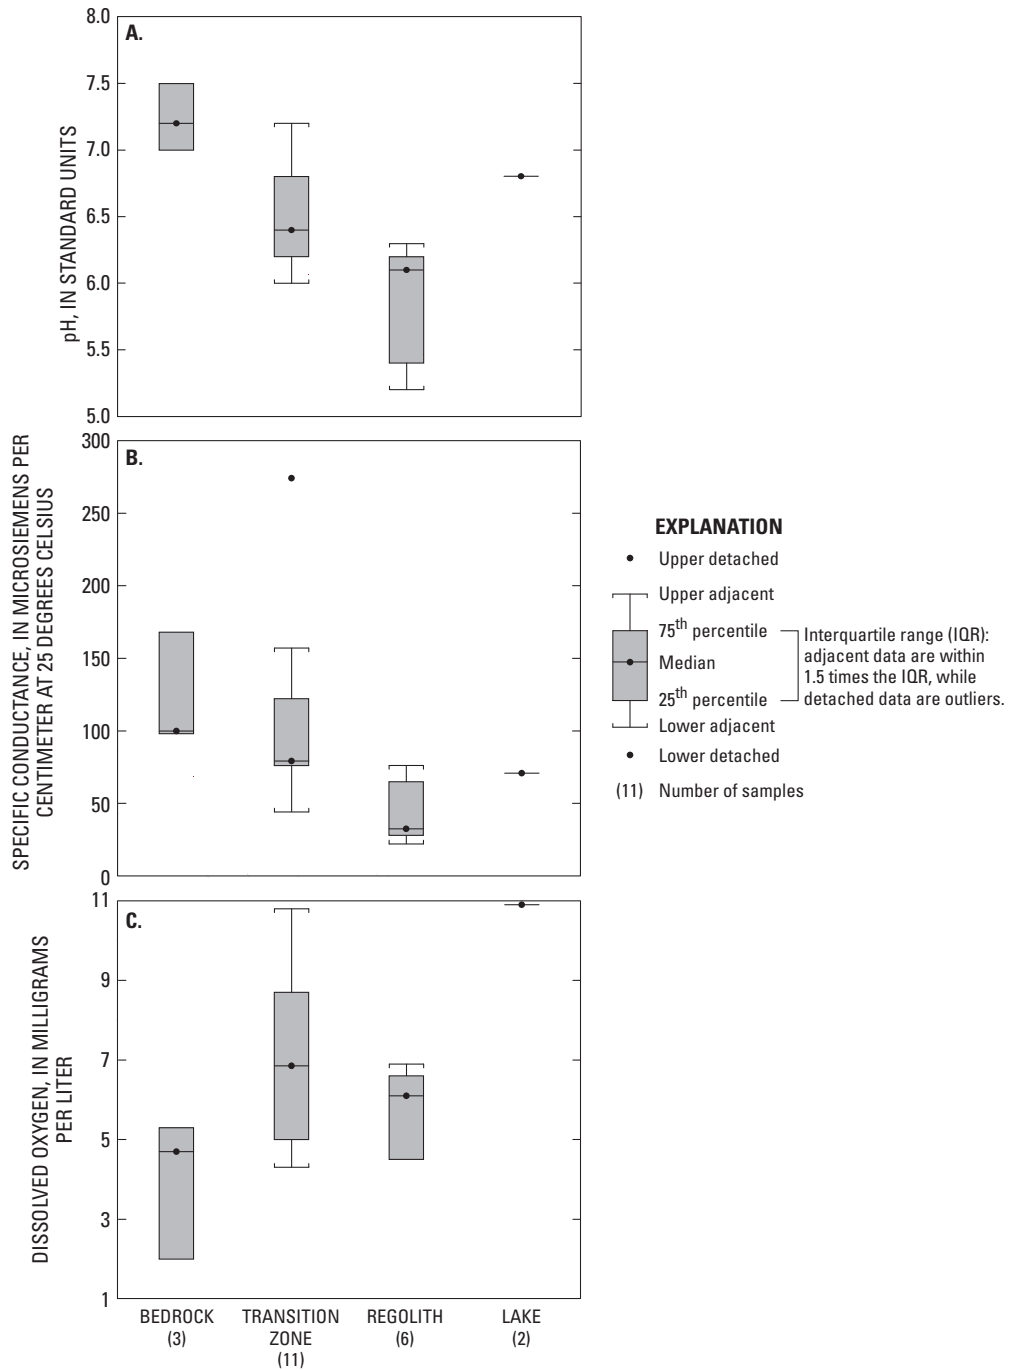 8.0
A.
7.5
7.0
6.5
6.0
5.5
5.0
pH, IN STANDARD UNITS
300
B.
250
200
150
100
50
0
SPECIFIC CONDUCTANCE, IN MICROSIEMENS PER
CENTIMETER AT 25 DEGREES CELSIUS
EXPLANATION
Upper detached
Upper adjacent
75th percentile
Median
25th percentile
Lower adjacent
Lower detached
(11) Number of samples
Interquartile range (IQR):
adjacent data are within
1.5 times the IQR, while
detached data are outliers.
11
C.
9
7
5
3
1
DISSOLVED OXYGEN, IN MILLIGRAMS
PER LITER
BEDROCK
(3)
TRANSITION
ZONE
(11)
REGOLITH
(6)
LAKE
(2)